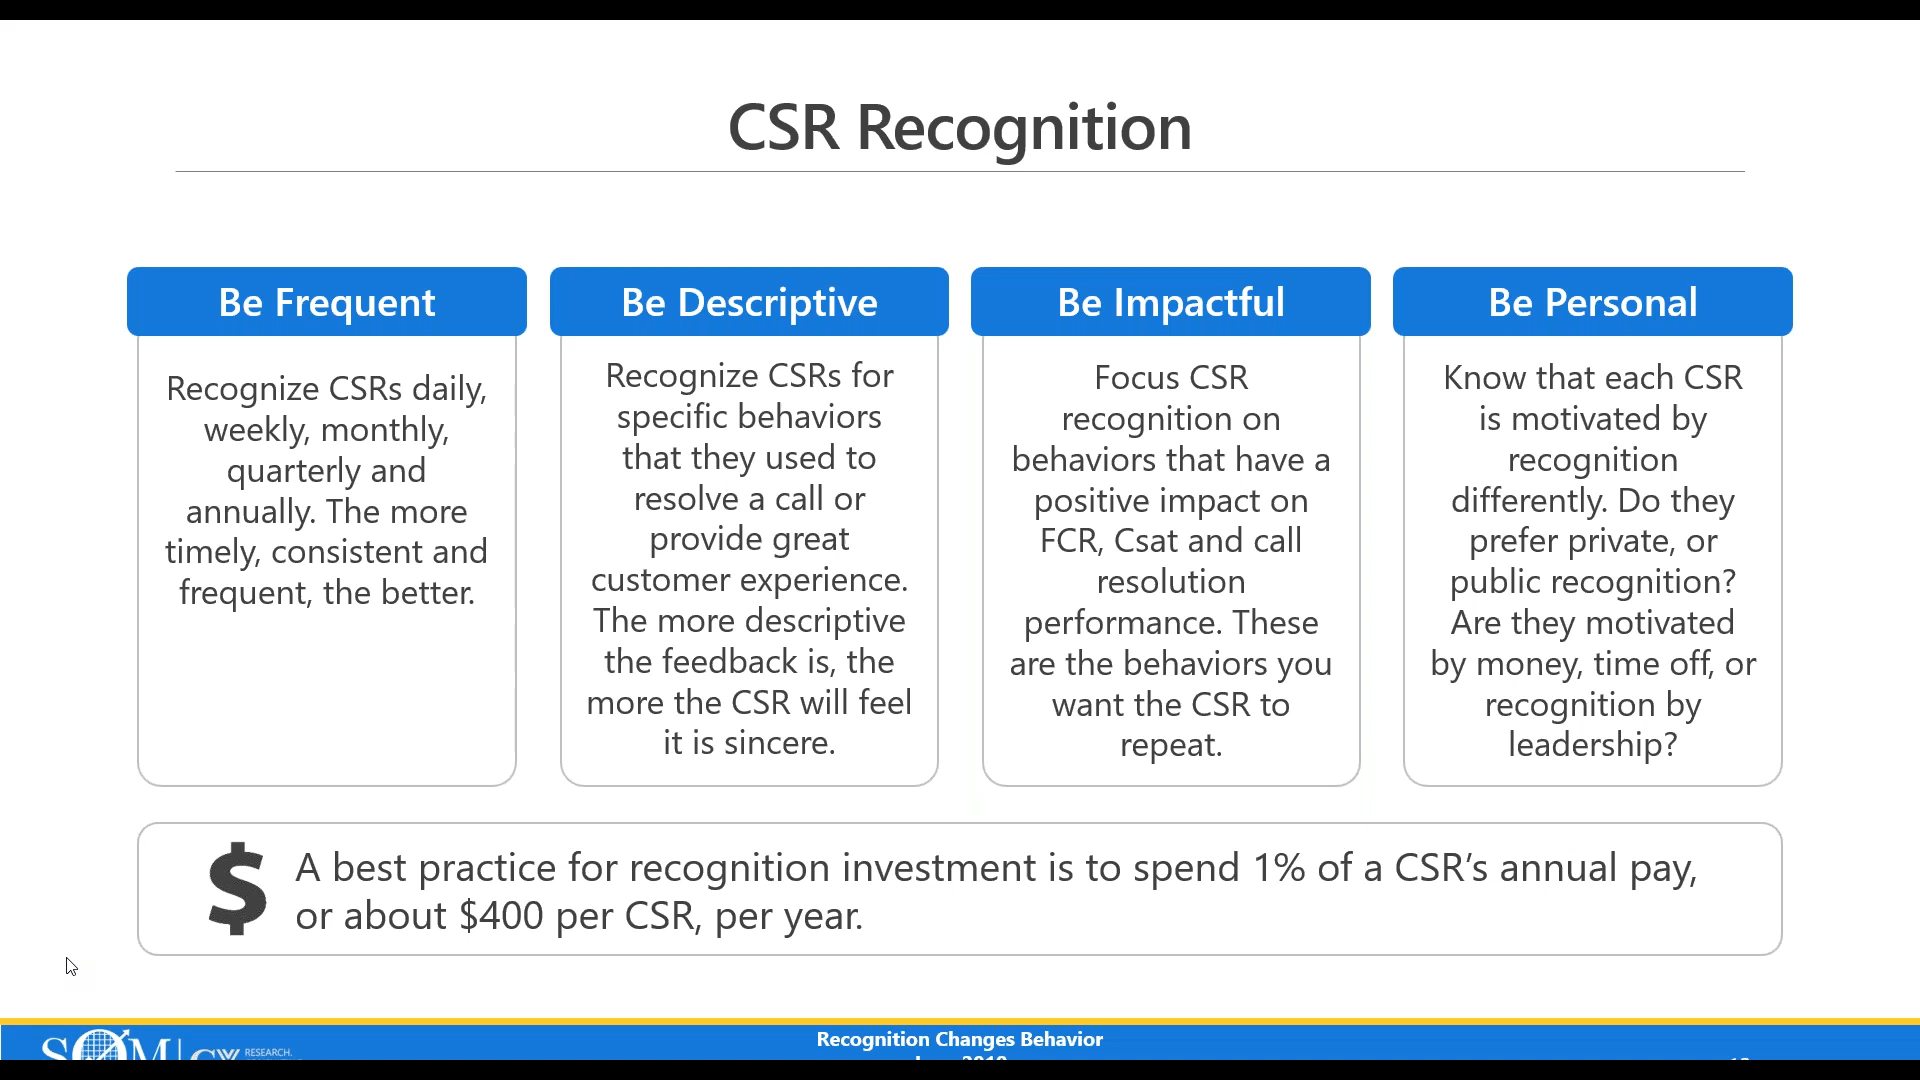 CSR Recognition
Be Frequent
Recognize CSRs daily,
weekly, monthly,
quarterly and
annually. The more
timely, consistent and
frequent, the better.
Be Descriptive
Recognize CSRs for
specific behaviors
that they used to
resolve a call or
provide great
customer experience.
The more descriptive
the feedback is, the
more the CSR will feel
it is sincere.
Be Impactful
Focus CSR
recognition on
behaviors that have a
positive impact on
FCR, Csat and call
resolution
performance. These
are the behaviors you
want the CSR to
repeat.
Be Personal
Know that each CSR
is motivated by
recognition
differently. Do they
prefer private, or
public recognition?
Are they motivated
by money, time off, or
recognition by
leadership?
$
A best practice for recognition investment is to spend 1% of a CSR’s annual pay,
or about $400 per CSR, per year.
SQM
RESEARCH.
Recognition Changes Behavior